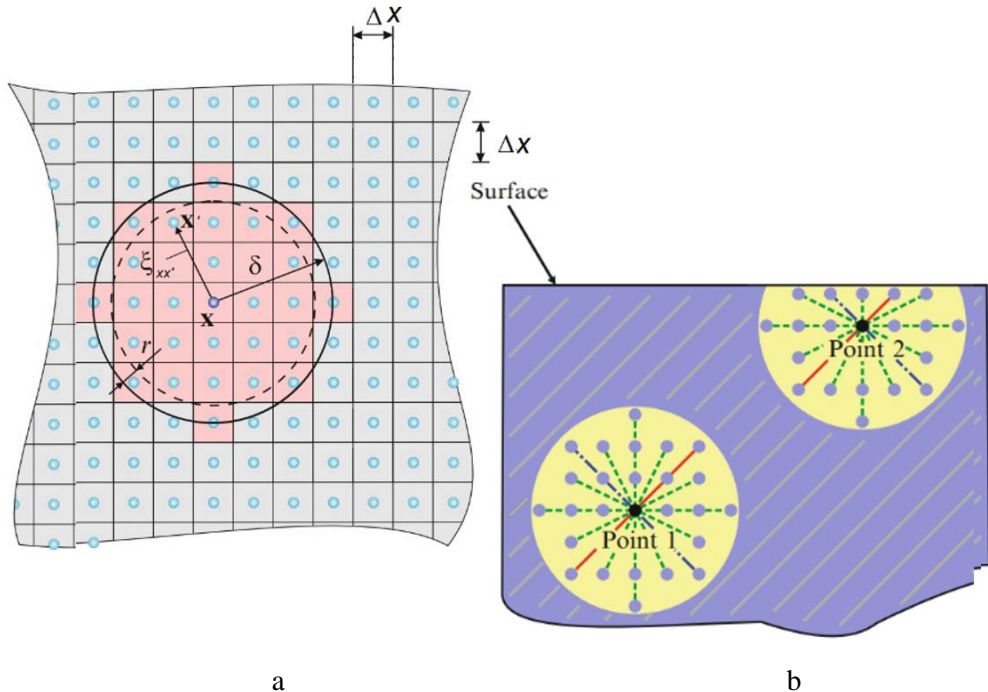 Δx
Δx
x'
ξxx'
δ
x
r
Surface
Point 2
Point 1
a
b